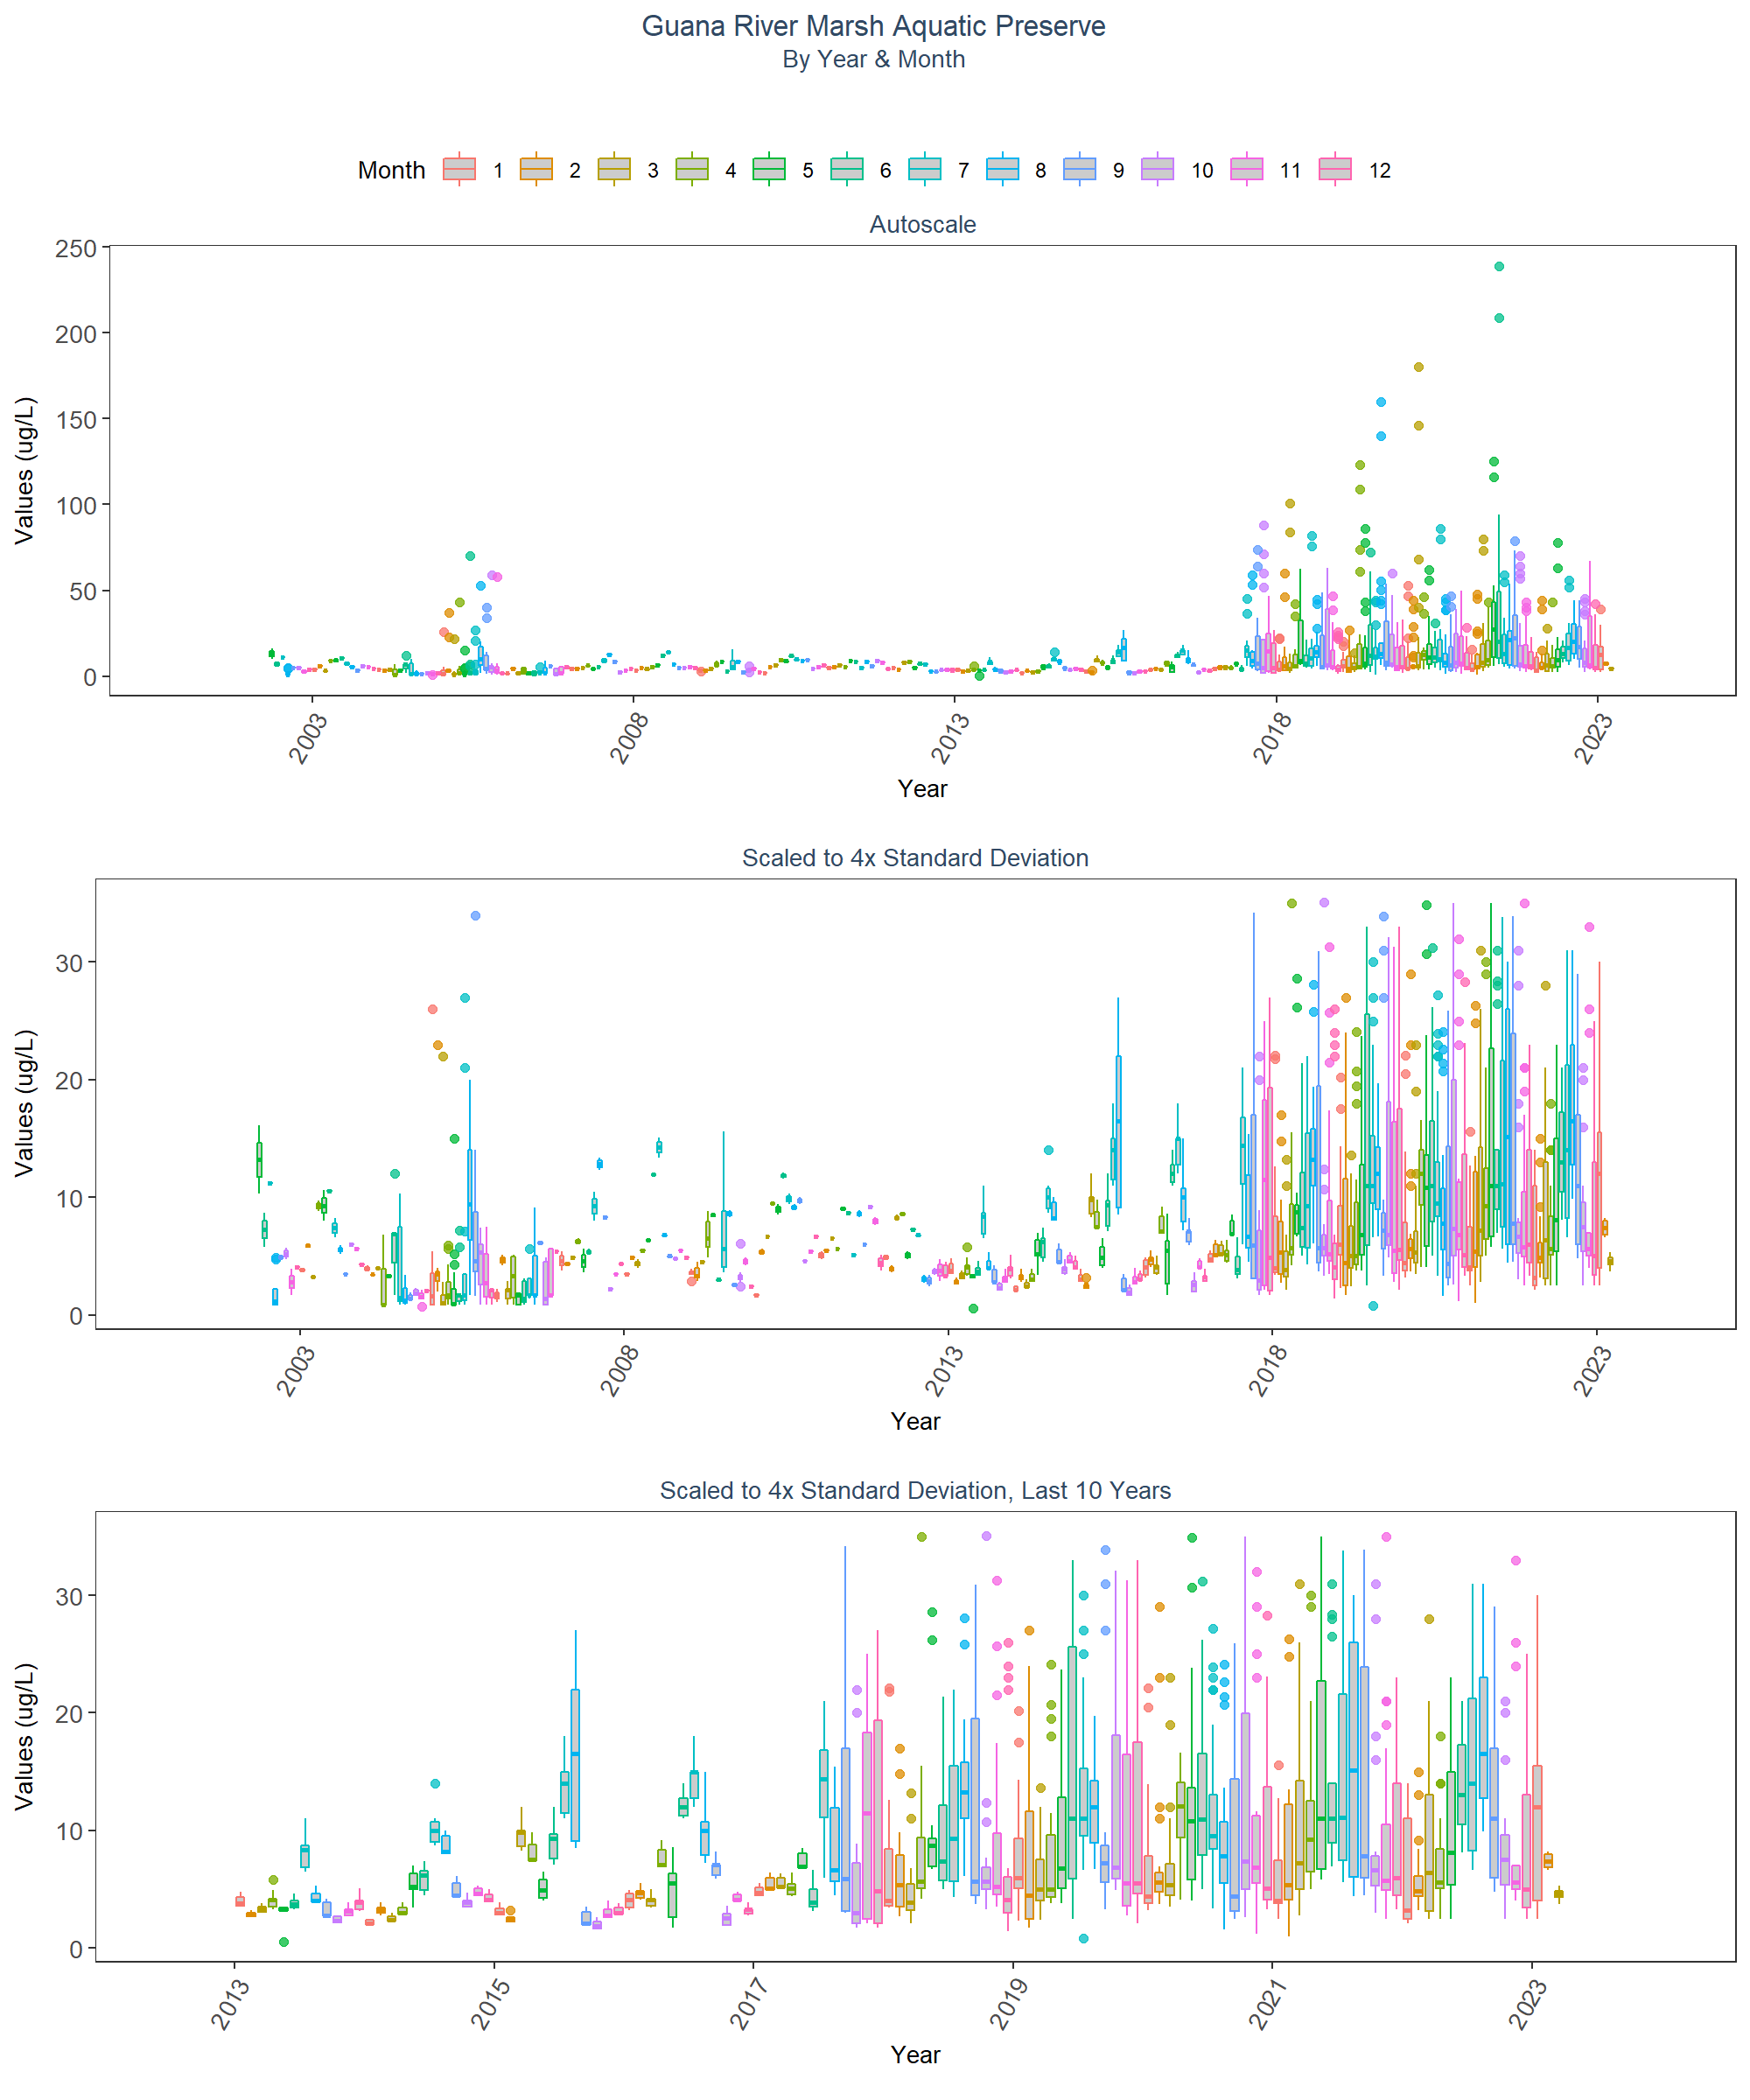 Guana River Marsh Aquatic Preserve
By Year & Month
Month 1 2 3 4 5 6 7 8 9 10 11 12
Autoscale
250
200
150
100
50
0
Values (ug/L)
2003 2008 2013 2018 2023
Year
Scaled to 4x Standard Deviation
30
20
10
0
Values (ug/L)
2003 2008 2013 2018 2023
Year
Scaled to 4x Standard Deviation, Last 10 Years
30
20
10
0
Values (ug/L)
2013 2015 2017 2019 2021 2023
Year